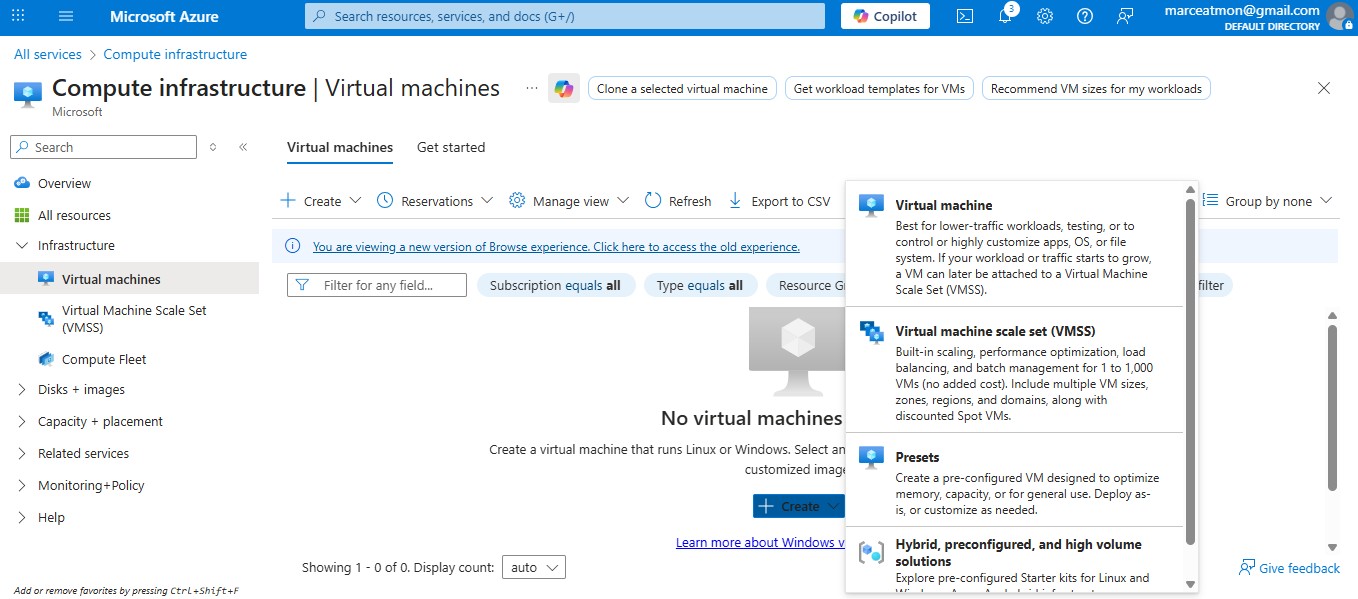 Microsoft Azure
Search resources, services, and docs (G+/)
Copilot
3
marceatmon@gmail.com
DEFAULT DIRECTORY
All services > Compute infrastructure
Compute infrastructure | Virtual machines
Microsoft
...
Clone a selected virtual machine
Get workload templates for VMs
Recommend VM sizes for my workloads
Search
Overview
All resources
Infrastructure
Virtual machines
Virtual Machine Scale Set
(VMSS)
Compute Fleet
Disks + images
Capacity + placement
Related services
Monitoring+Policy
Help
Add or remove favorites by pressing Ctrl+Shift+F
Virtual machines
Get started
Create
Reservations
Manage view
Refresh
Export to CSV
Group by none
You are viewing a new version of Browse experience. Click here to access the old experience.
Filter for any field...
Subscription equals all
Type equals all
Resource G
filter
No virtual machines
Create a virtual machine that runs Linux or Windows. Select an
customized image
Create
Learn more about Windows v
Showing 1 - 0 of 0. Display count:
auto
Give feedback
Virtual machine
Best for lower-traffic workloads, testing, or to
control or highly customize apps, OS, or file
system. If your workload or traffic starts to grow,
a VM can later be attached to a Virtual Machine
Scale Set (VMSS).
Virtual machine scale set (VMSS)
Built-in scaling, performance optimization, load
balancing, and batch management for 1 to 1,000
VMs (no added cost). Include multiple VM sizes,
zones, regions, and domains, along with
discounted Spot VMs.
Presets
Create a pre-configured VM designed to optimize
memory, capacity, or for general use. Deploy as-
is, or customize as needed.
Hybrid, preconfigured, and high volume
solutions
Explore pre-configured Starter kits for Linux and